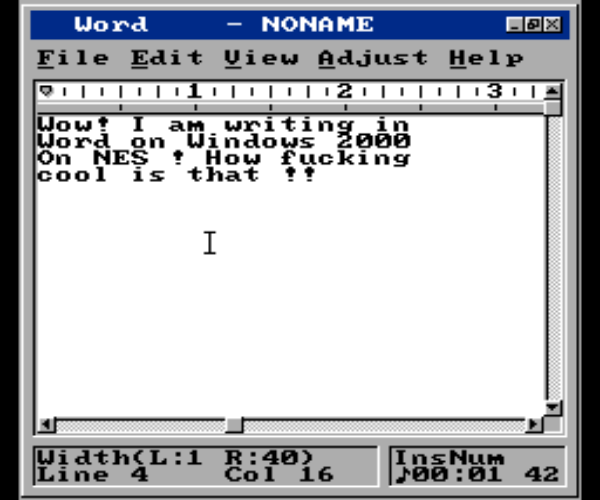 Word - NONAME
File Edit View Adjust Help
1 2 3
Wow! I am writing in
Word on Windows 2000
On NES ! How fucking
cool is that !!
Width(L:1 R:40) InsNum
Line 4 Col 16 ♪00:01 42